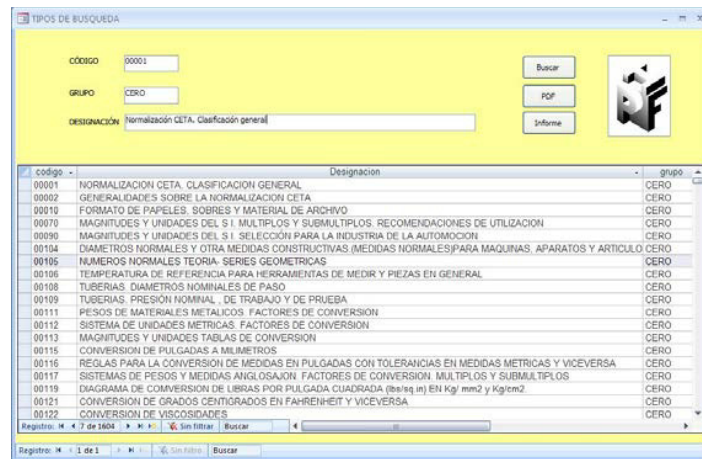 TIPOS DE BUSQUEDA
CÓDIGO 00001 Buscar
GRUPO CERO PDF
DESIGNACIÓN Normalización CETA. Clasificación general Informe
codigo Designacion grupo
00001 NORMALIZACION CETA. CLASIFICACION GENERAL CERO
00002 GENERALIDADES SOBRE LA NORMALIZACION CETA CERO
00010 FORMATO DE PAPELES. SOBRES Y MATERIAL DE ARCHIVO CERO
00070 MAGNITUDES Y UNIDADES DEL S I. MULTIPLOS Y SUBMULTIPLOS. RECOMENDACIONES DE UTILIZACION CERO
00090 MAGNITUDES Y UNIDADES DEL S.I. SELECCIÓN PARA LA INDUSTRIA DE LA AUTOMOCION CERO
00104 DIAMETROS NORMALES Y OTRA MEDIDAS CONSTRUCTIVAS.(MEDIDAS NORMALES)PARA MAQUINAS, APARATOS Y ARTICULO CERO
00105 NUMEROS NORMALES TEORIA- SERIES GEOMETRICAS CERO
00106 TEMPERATURA DE REFERENCIA PARA HERRAMIENTAS DE MEDIR Y PIEZAS EN GENERAL CERO
00108 TUBERIAS. DIAMETROS NOMINALES DE PASO CERO
00109 TUBERIAS. PRESIÓN NOMINAL , DE TRABAJO Y DE PRUEBA CERO
00111 PESOS DE MATERIALES METALICOS. FACTORES DE CONVERSIÓN CERO
00112 SISTEMA DE UNIDADES METRICAS. FACTORES DE CONVERSION CERO
00113 MAGNITUDES Y UNIDADES TABLAS DE CONVERSION CERO
00115 CONVERSION DE PULGADAS A MILIMETROS CERO
00116 REGLAS PARA LA CONVERSION DE MEDIDAS EN PULGADAS CON TOLERANCIAS EN MEDIDAS METRICAS Y VICEVERSA CERO
00117 SISTEMAS DE PESOS Y MEDIDAS ANGLOSAJON. FACTORES DE CONVERSION. MULTIPLOS Y SUBMULTIPLOS CERO
00119 DIAGRAMA DE COMVERSION DE LIBRAS POR PULGADA CUADRADA (lbs/sq.in) EN Kg/ mm2 y Kg/cm2 CERO
00121 CONVERSION DE GRADOS CENTIGRADOS EN FAHRENHEIT Y VICEVERSA CERO
00122 CONVERSION DE VISCOSIDADES CERO
Registro: 7 de 1604 Sin filtrar Buscar
Registro: 1 de 1 Sin filtro Buscar